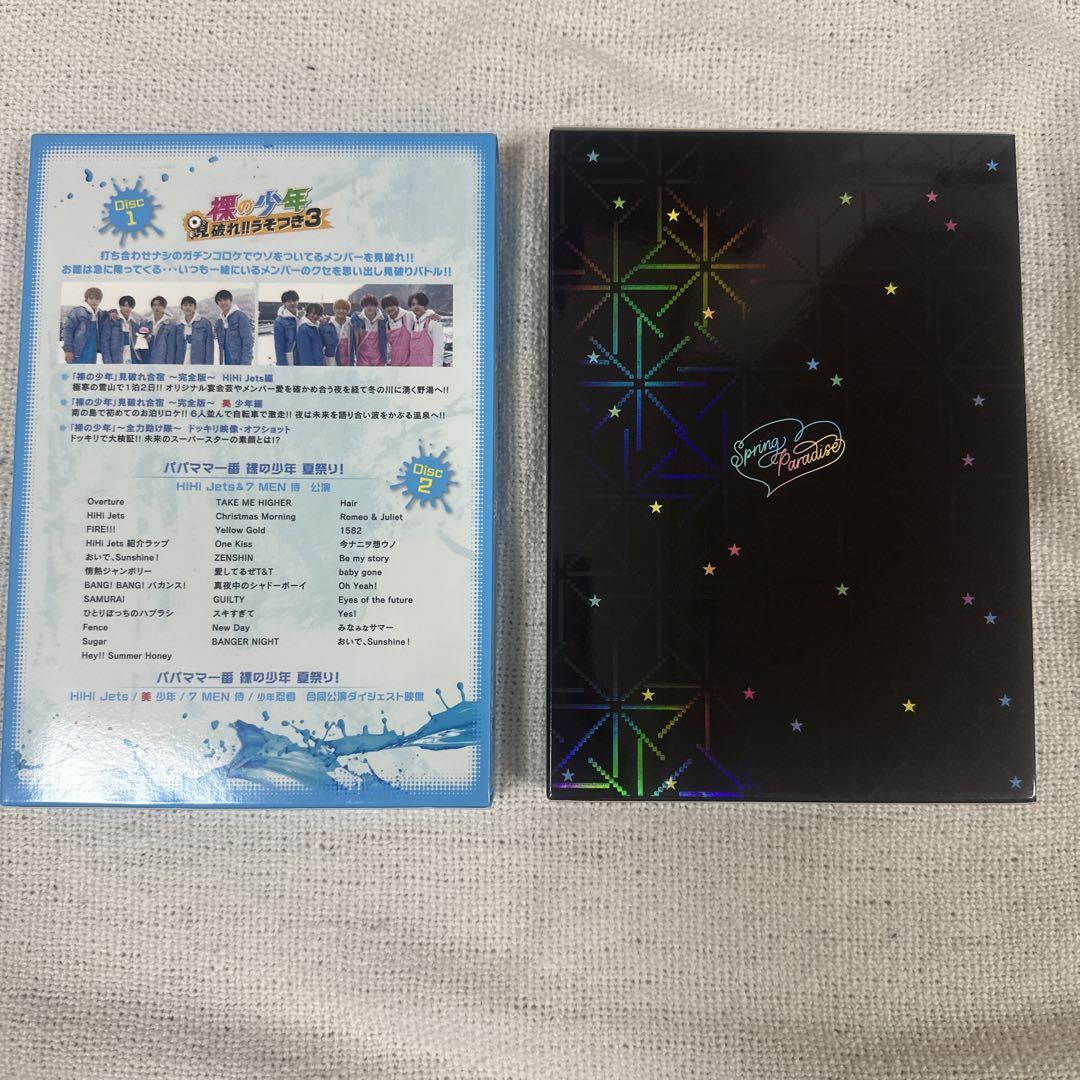 Disc
1
裸の少年
見破れ!!うそつき3
打ち合わせナシのガチンコロケでウソをついてるメンバーを見破れ!!
お題は急に降ってくる・・・いつも一緒にいるメンバーのクセを思い出し見破りバトル!!
「裸の少年」見破れ合宿 ～完全版～ HiHi Jets編
極寒の雪山で1泊2日!! オリジナル宴会芸やメンバー愛を確かめ合う夜を経て冬の川に湧く野湯へ!!
「裸の少年」見破れ合宿 ～完全版～ 美 少年編
南の島で初めてのお泊りロケ!! 6人並んで自転車で激走!! 夜は未来を語り合い波をかぶる温泉へ!!
「裸の少年」～全力助け隊～ ドッキリ映像・オフショット
ドッキリで大検証!! 未来のスーパースターの素顔とは!?
パパママ一番 裸の少年 夏祭り!
HiHi Jets&7 MEN 侍 公演
Disc
2
Overture
HiHi Jets
FIRE!!!
HiHi Jets 紹介ラップ
おいで、Sunshine!
情熱ジャンボリー
BANG! BANG! バカンス!
SAMURAI
ひとりぼっちのハブラシ
Fence
Sugar
Hey!! Summer Honey
TAKE ME HIGHER
Christmas Morning
Yellow Gold
One Kiss
ZENSHIN
愛してるぜT&T
真夜中のシャドーボーイ
GUILTY
スキすぎて
New Day
BANGER NIGHT
Hair
Romeo & Juliet
1582
今ナニヲ想ウノ
Be my story
baby gone
Oh Yeah!
Eyes of the future
Yes!
みなみなサマー
おいで、Sunshine!
パパママ一番 裸の少年 夏祭り!
HiHi Jets / 美 少年 / 7 MEN 侍 / 少年忍者 合同公演ダイジェスト映像
Spring
Paradise